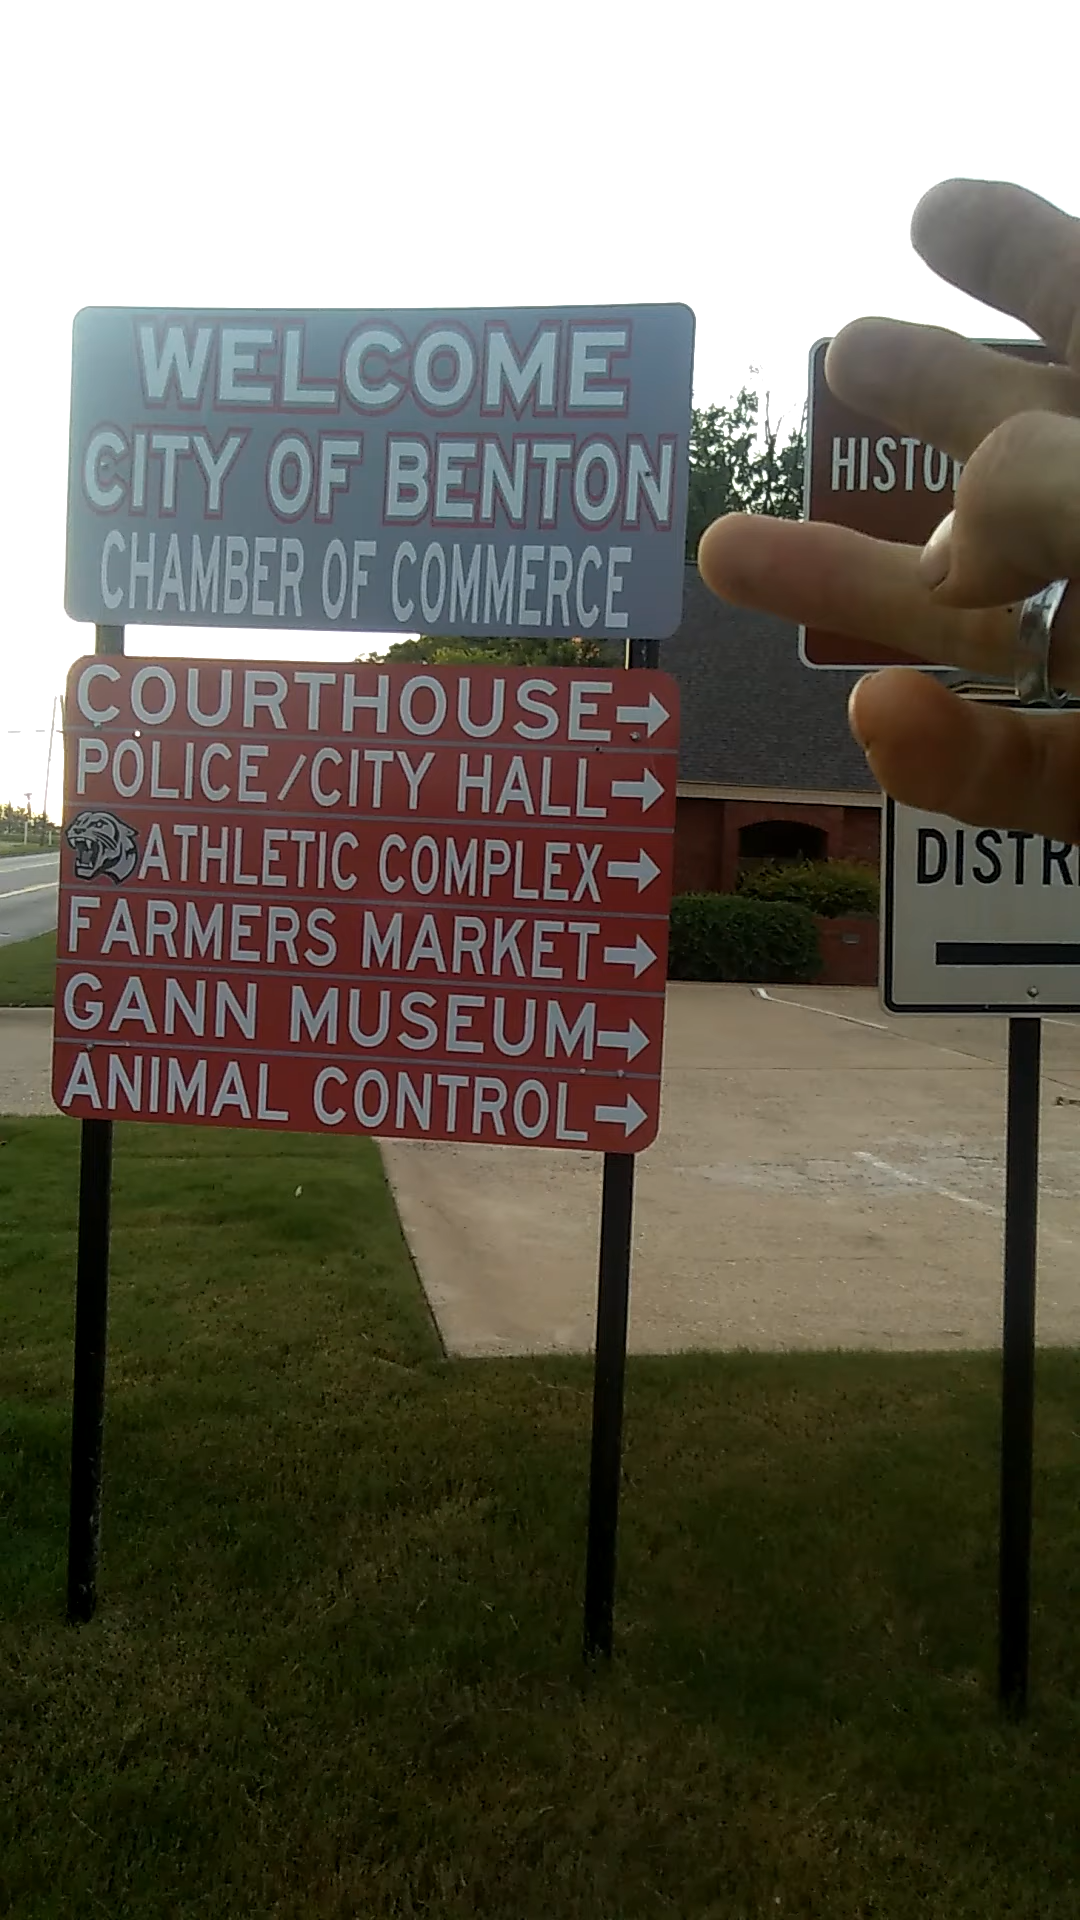 WELCOME
CITY OF BENTON
CHAMBER OF COMMERCE
COURTHOUSE
POLICE/CITY HALL
ATHLETIC COMPLEX
FARMERS MARKET
GANN MUSEUM
ANIMAL CONTROL